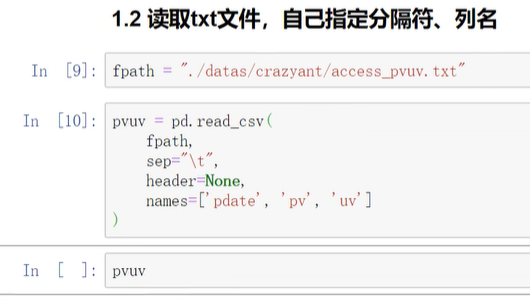 1.2 读取txt文件，自己指定分隔符、列名
In [9]: fpath = "./datas/crazyant/access_pvuv.txt"
In [10]: pvuv = pd.read_csv(
fpath,
sep="\t",
header=None,
names=['pdate', 'pv', 'uv']
)
In [ ]: pvuv